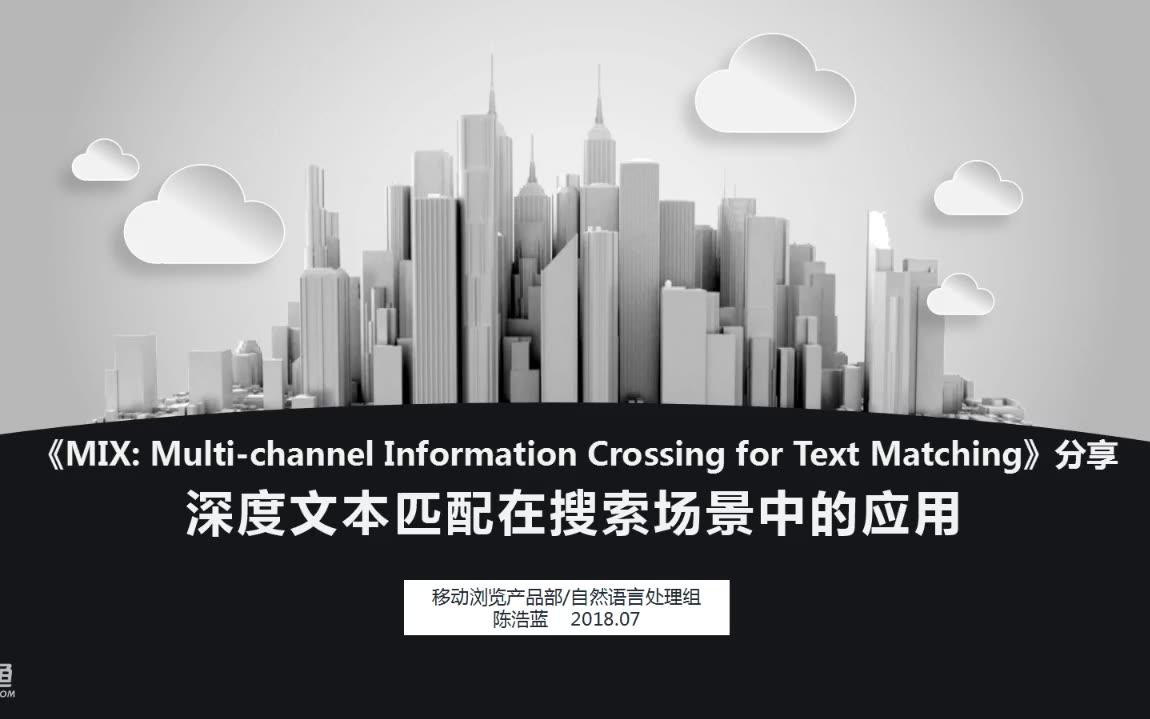 《MIX: Multi-channel Information Crossing for Text Matching》分享
深度文本匹配在搜索场景中的应用
移动浏览产品部/自然语言处理组
陈浩蓝 2018.07